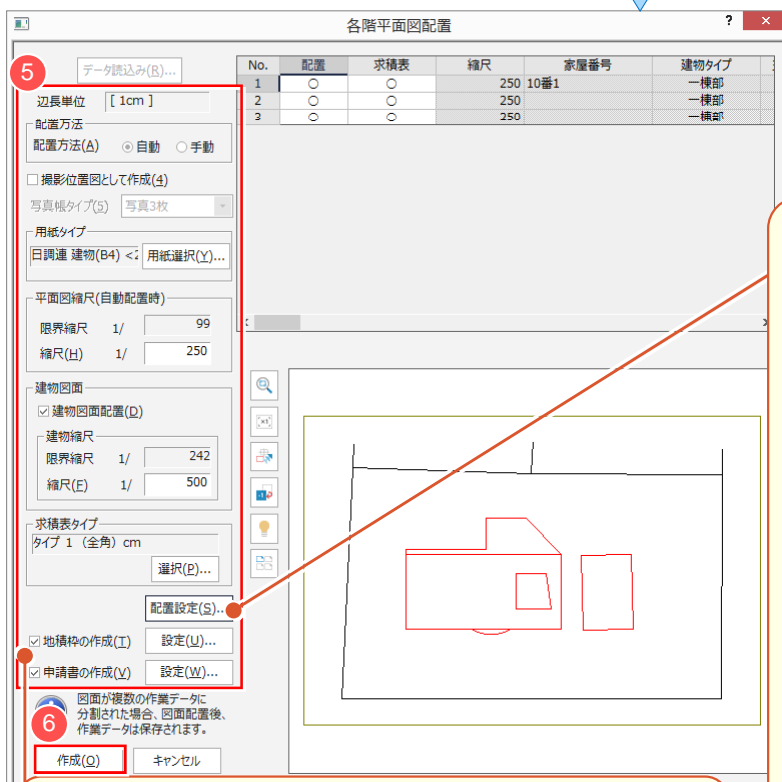 各階平面図配置
? ×
5
データ読込み(R)...
辺長単位 [ 1cm ]
配置方法
配置方法(A) 自動 手動
撮影位置図として作成(4)
写真帳タイプ(5) 写真3枚
用紙タイプ
日調連 建物(B4) <2 用紙選択(Y)...
平面図縮尺(自動配置時)
限界縮尺 1/ 99
縮尺(H) 1/ 250
建物図面
建物図面配置(D)
建物縮尺
限界縮尺 1/ 242
縮尺(F) 1/ 500
求積表タイプ
タイプ 1 (全角) cm
選択(P)...
配置設定(S)...
地積枠の作成(T) 設定(U)...
申請書の作成(V) 設定(W)...
図面が複数の作業データに
分割された場合、図面配置後、
作業データは保存されます。
6
作成(O) キャンセル
No. 配置 求積表 縮尺 家屋番号 建物タイプ
1 ○ ○ 250 10番1 一棟部
2 ○ ○ 250 一棟部
3 ○ ○ 250 一棟部
×1
-1